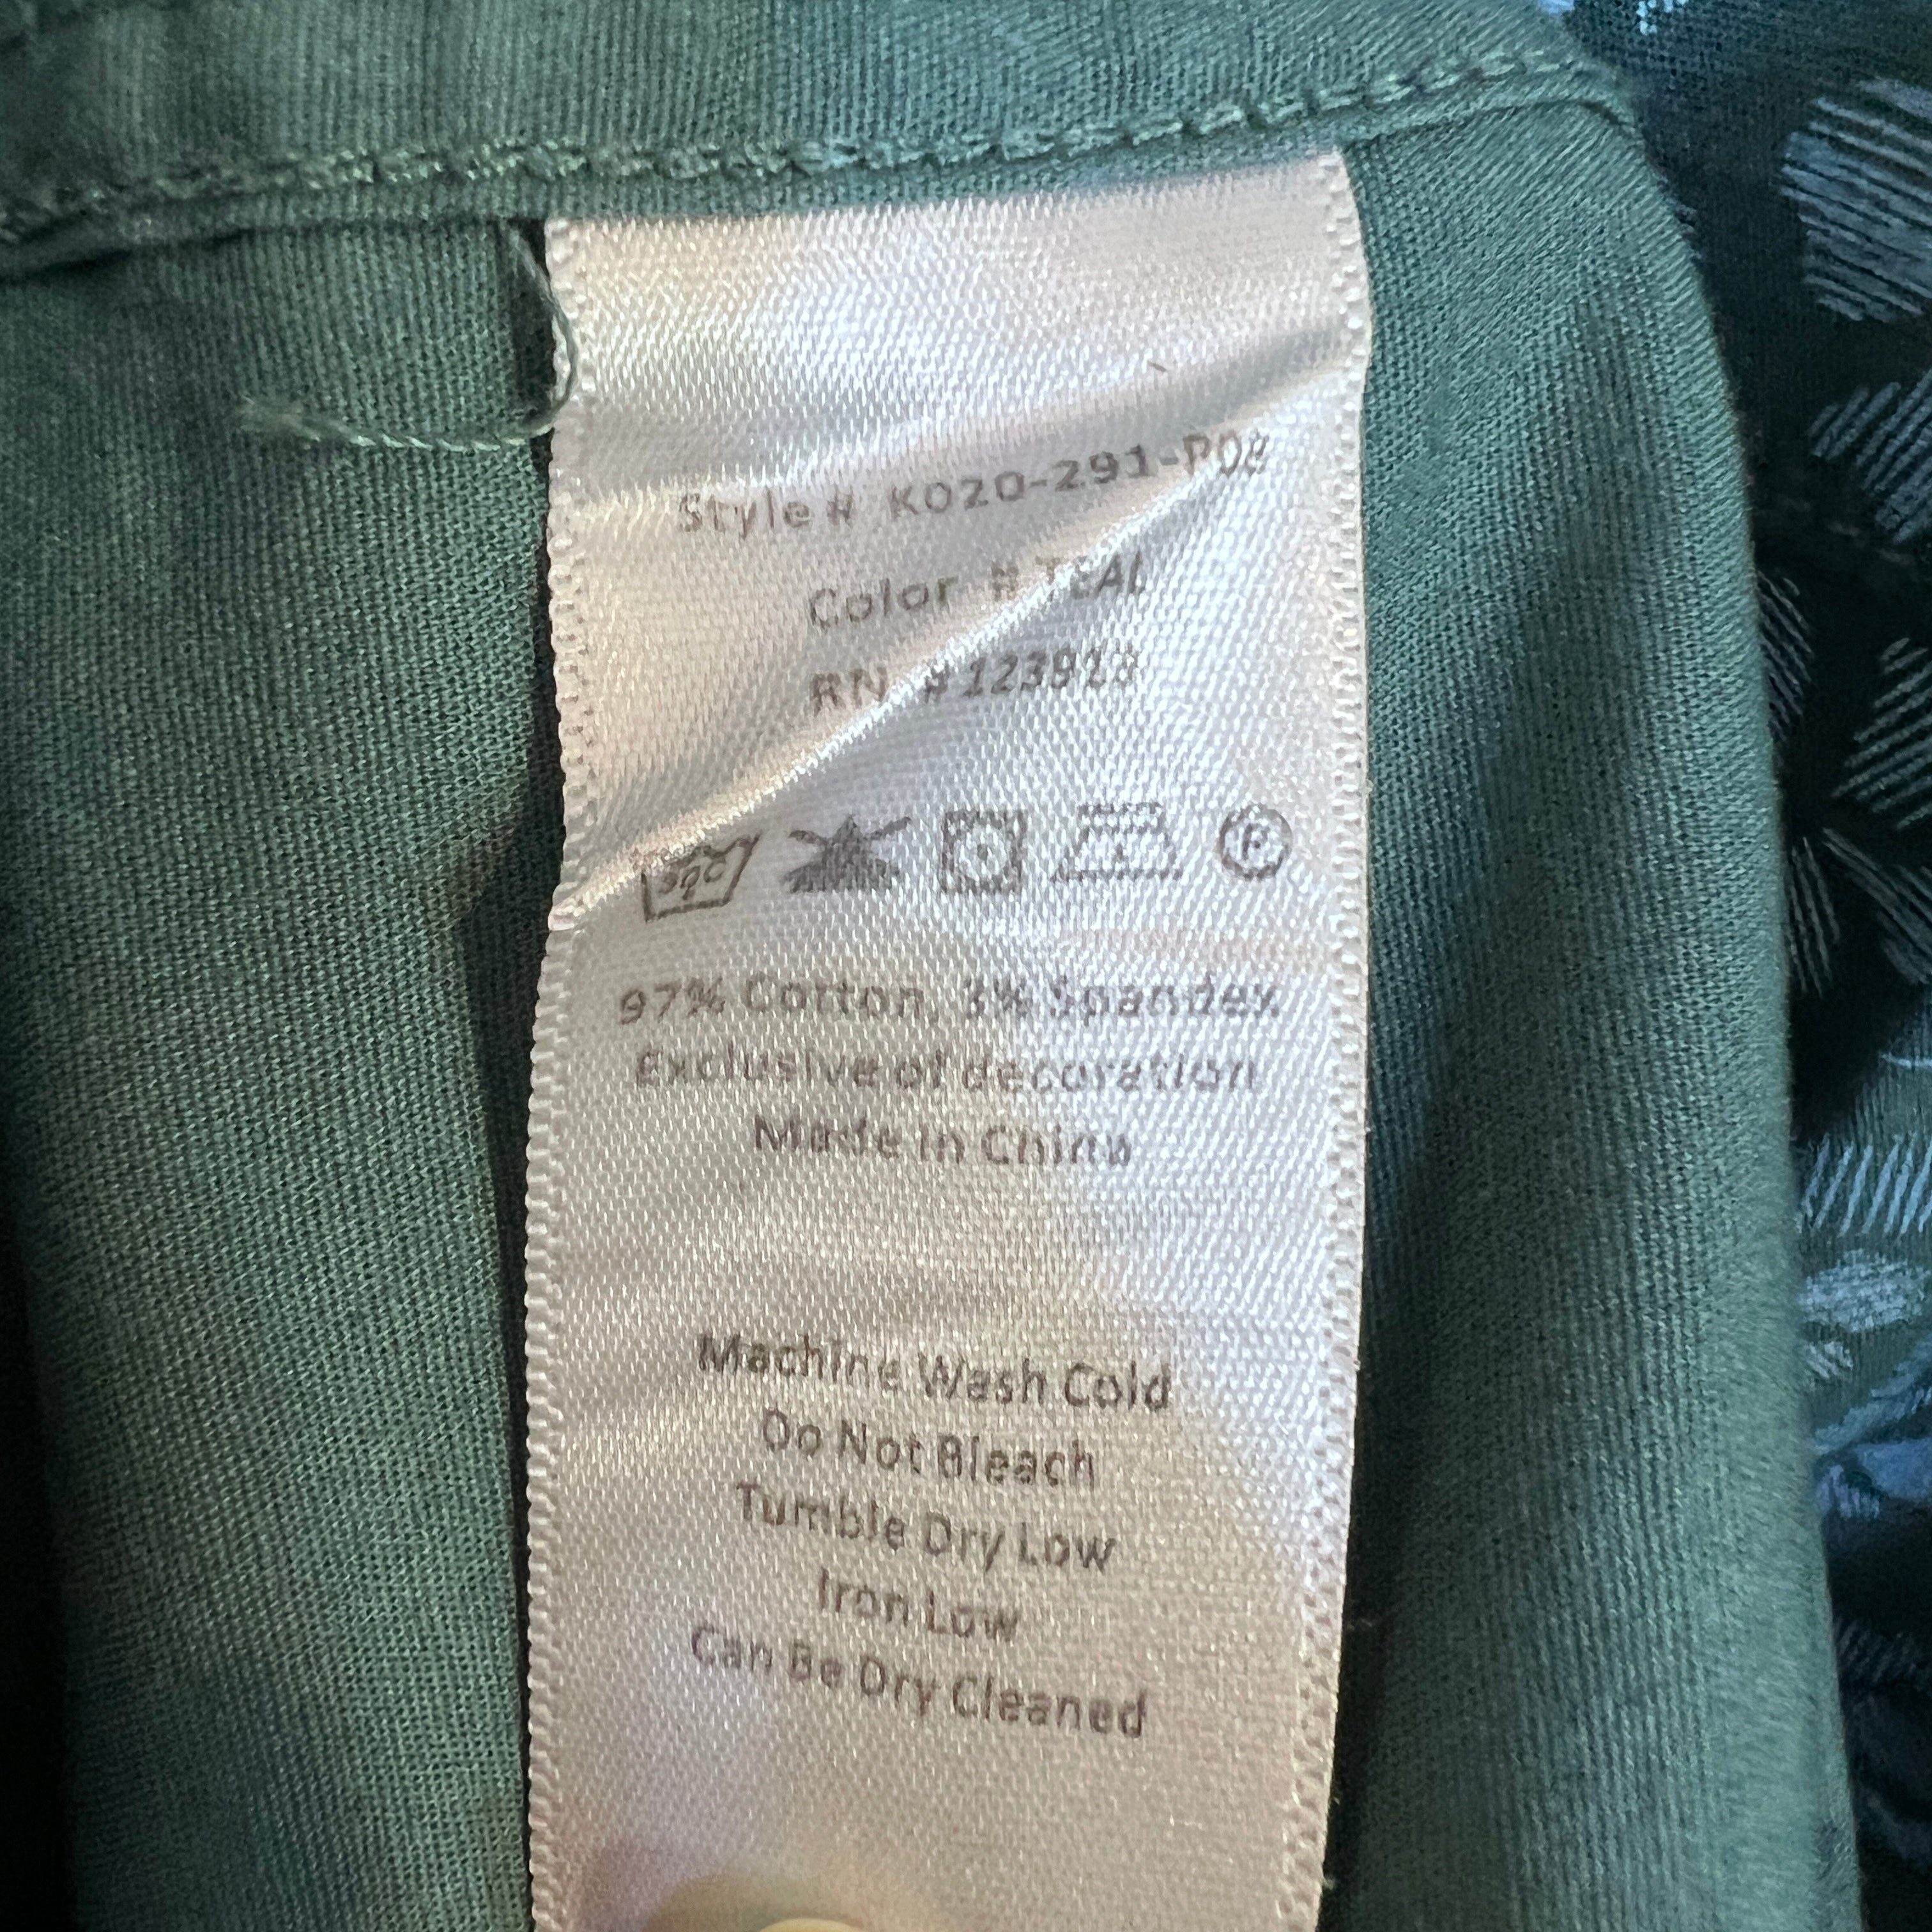 Style# K020-291-P08
Color # TEAL
RN #123913
P
97% Cotton, 3% Spandex
Exclusive of decoration
Made in China
Machine Wash Cold
Do Not Bleach
Tumble Dry Low
Iron Low
Can Be Dry Cleaned